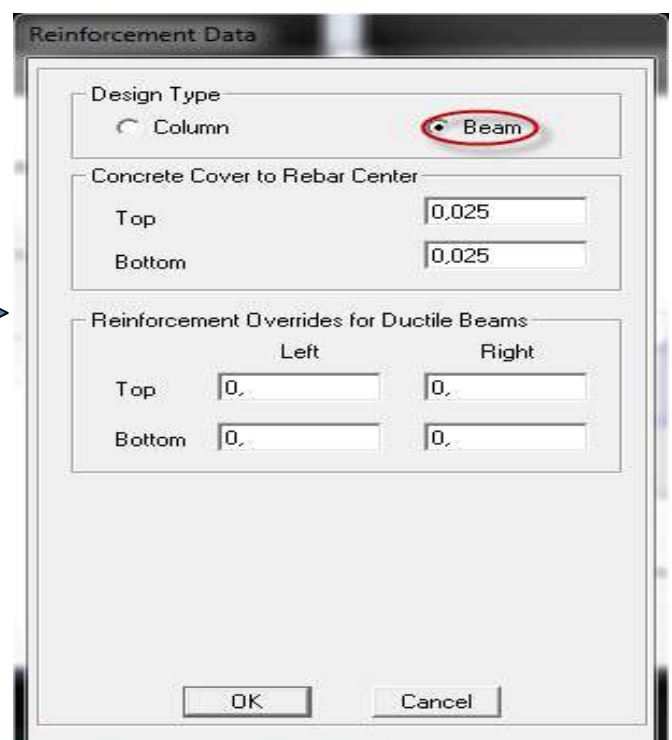 Reinforcement Data
Design Type
Column Beam
Concrete Cover to Rebar Center
Top 0,025
Bottom 0,025
Reinforcement Overrides for Ductile Beams
Left Right
Top 0, 0,
Bottom 0, 0,
OK Cancel